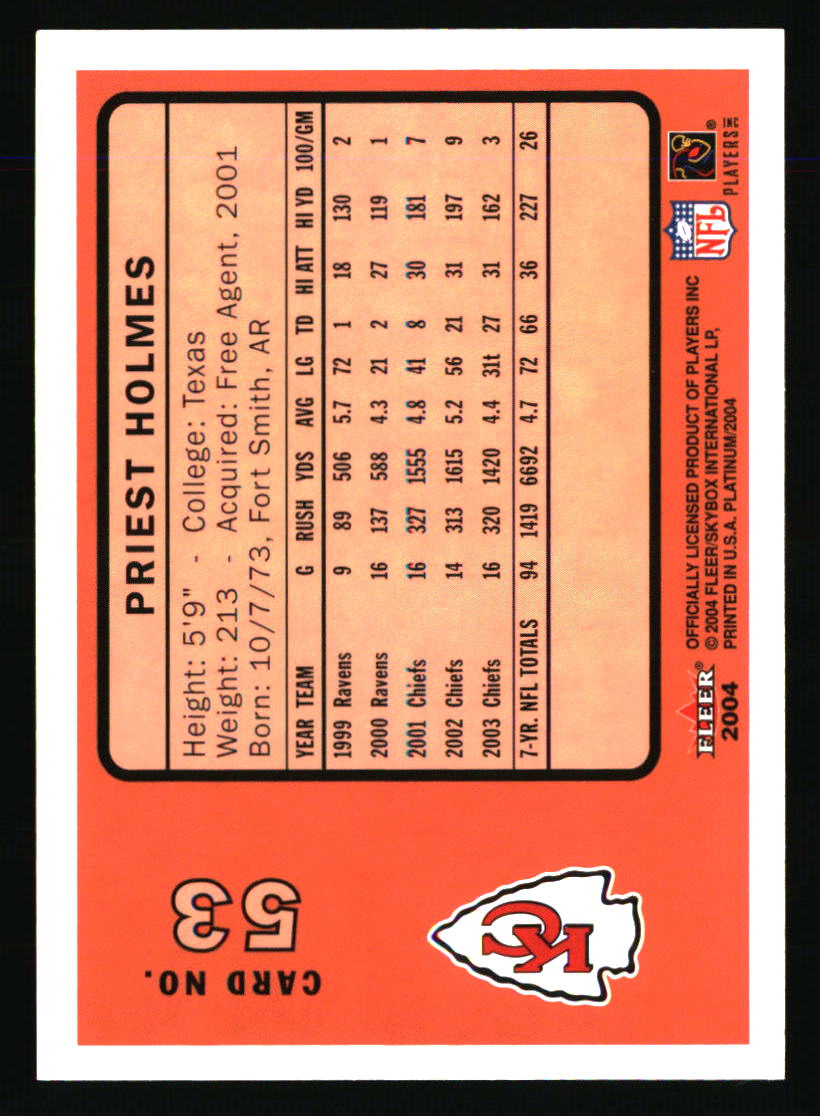 CARD NO.
53
KC
PRIEST HOLMES
Height: 5'9" - College: Texas
Weight: 213 - Acquired: Free Agent, 2001
Born: 10/7/73, Fort Smith, AR
YEAR TEAM G RUSH YDS AVG LG TD HI ATT HI YD 100/GM
1999 Ravens 9 89 506 5.7 72 1 18 130 2
2000 Ravens 16 137 588 4.3 21 2 27 119 1
2001 Chiefs 16 327 1555 4.8 41 8 30 181 7
2002 Chiefs 14 313 1615 5.2 56 21 31 197 9
2003 Chiefs 16 320 1420 4.4 31t 27 31 162 3
7-YR. NFL TOTALS 94 1419 6692 4.7 72 66 36 227 26
FLEER®
2004
OFFICIALLY LICENSED PRODUCT OF PLAYERS INC
© 2004 FLEER/SKYBOX INTERNATIONAL LP,
PRINTED IN U.S.A. PLATINUM/2004
NFL
®
PLAYERS INC